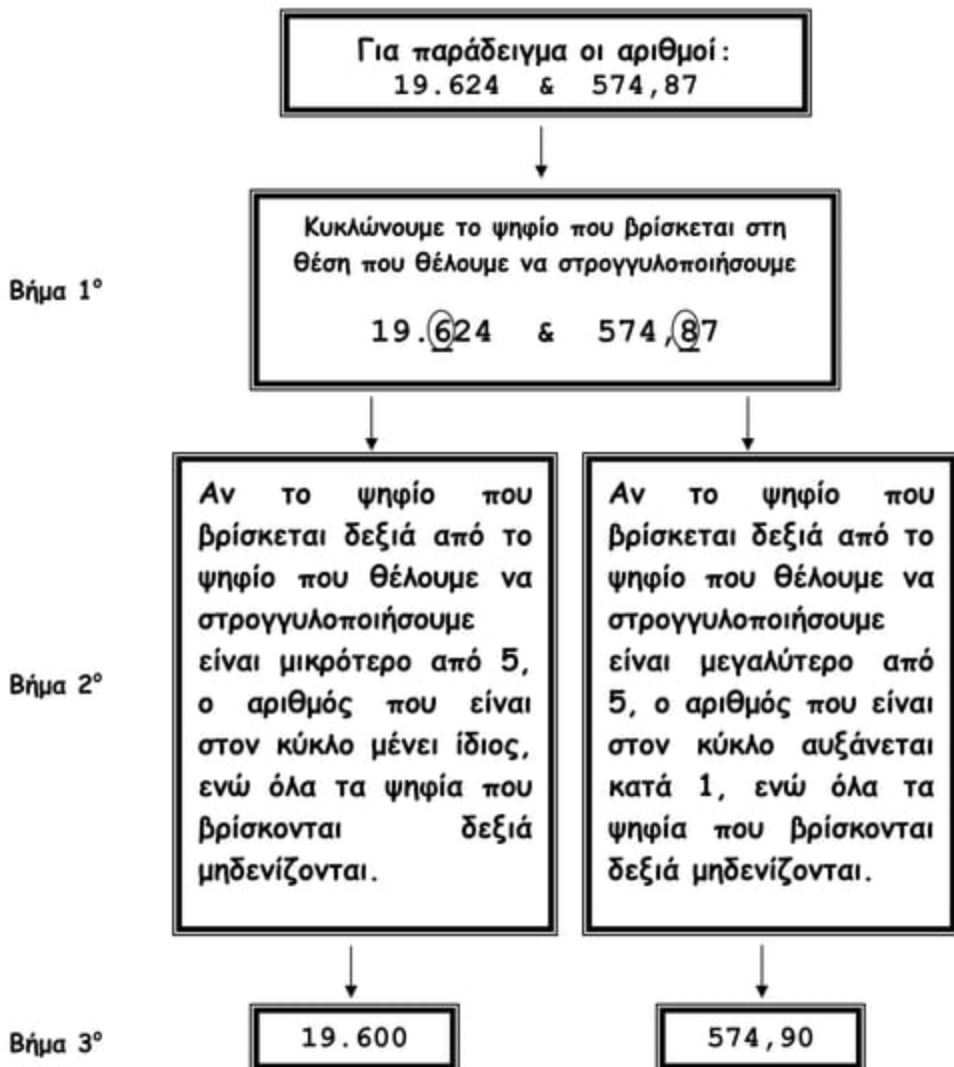 Για παράδειγμα οι αριθμοί:
19.624 & 574,87
Κυκλώνουμε το ψηφίο που βρίσκεται στη
θέση που θέλουμε να στρογγυλοποιήσουμε
Βήμα 1°
19.624 & 574,87
Αν το ψηφίο που
βρίσκεται δεξιά από το
ψηφίο που θέλουμε να
στρογγυλοποιήσουμε
είναι μικρότερο από 5,
ο αριθμός που είναι
στον κύκλο μένει ίδιος,
ενώ όλα τα ψηφία που
βρίσκονται δεξιά
μηδενίζονται.
Αν το ψηφίο που
βρίσκεται δεξιά από το
ψηφίο που θέλουμε να
στρογγυλοποιήσουμε
είναι μεγαλύτερο από
5, ο αριθμός που είναι
στον κύκλο αυξάνεται
κατά 1, ενώ όλα τα
ψηφία που βρίσκονται
δεξιά μηδενίζονται.
Βήμα 2°
Βήμα 3°
19.600
574,90